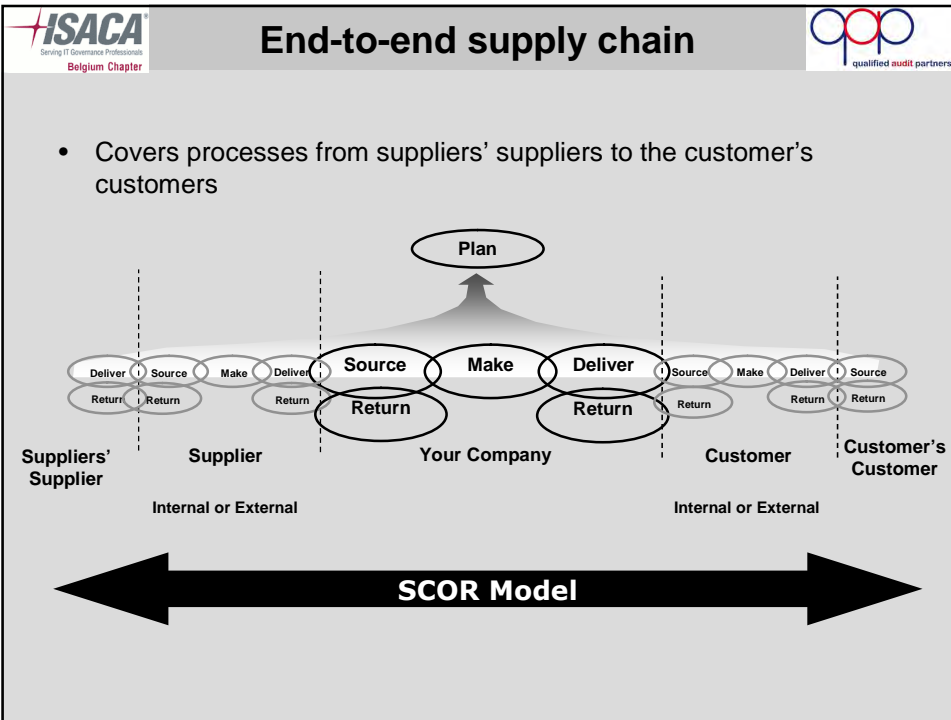 ISACA®
Serving IT Governance Professionals
Belgium Chapter
End-to-end supply chain
qap
qualified audit partners
• Covers processes from suppliers' suppliers to the customer's
customers
Plan
Deliver Source Make Deliver Source Make Deliver Source Make Deliver Source
Return Return Return Return Return Return Return Return
Suppliers'
Supplier
Supplier
Your Company
Customer
Customer's
Customer
Internal or External
Internal or External
SCOR Model